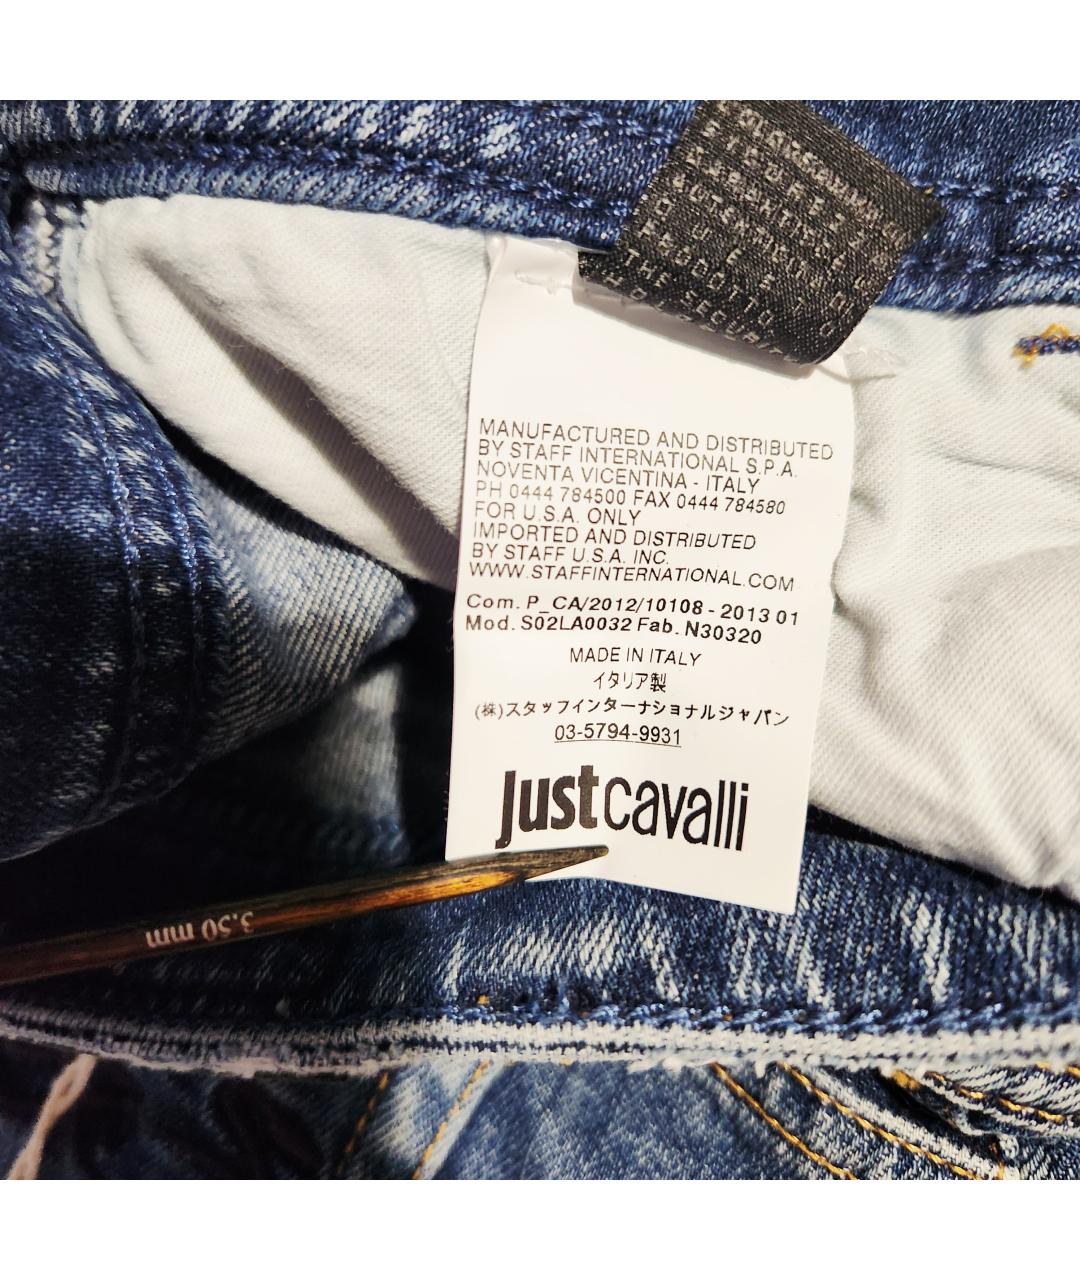 THE SECURITY
MANUFACTURED AND DISTRIBUTED
BY STAFF INTERNATIONAL S.P.A.
NOVENTA VICENTINA - ITALY
PH 0444 784500 FAX 0444 784580
FOR U.S.A. ONLY
IMPORTED AND DISTRIBUTED
BY STAFF U.S.A. INC.
WWW.STAFFINTERNATIONAL.COM
Com. P_CA/2012/10108 - 2013 01
Mod. S02LA0032 Fab. N30320
MADE IN ITALY
イタリア製
(株)スタッフインターナショナルジャパン
03-5794-9931
justcavalli
3.50 mm